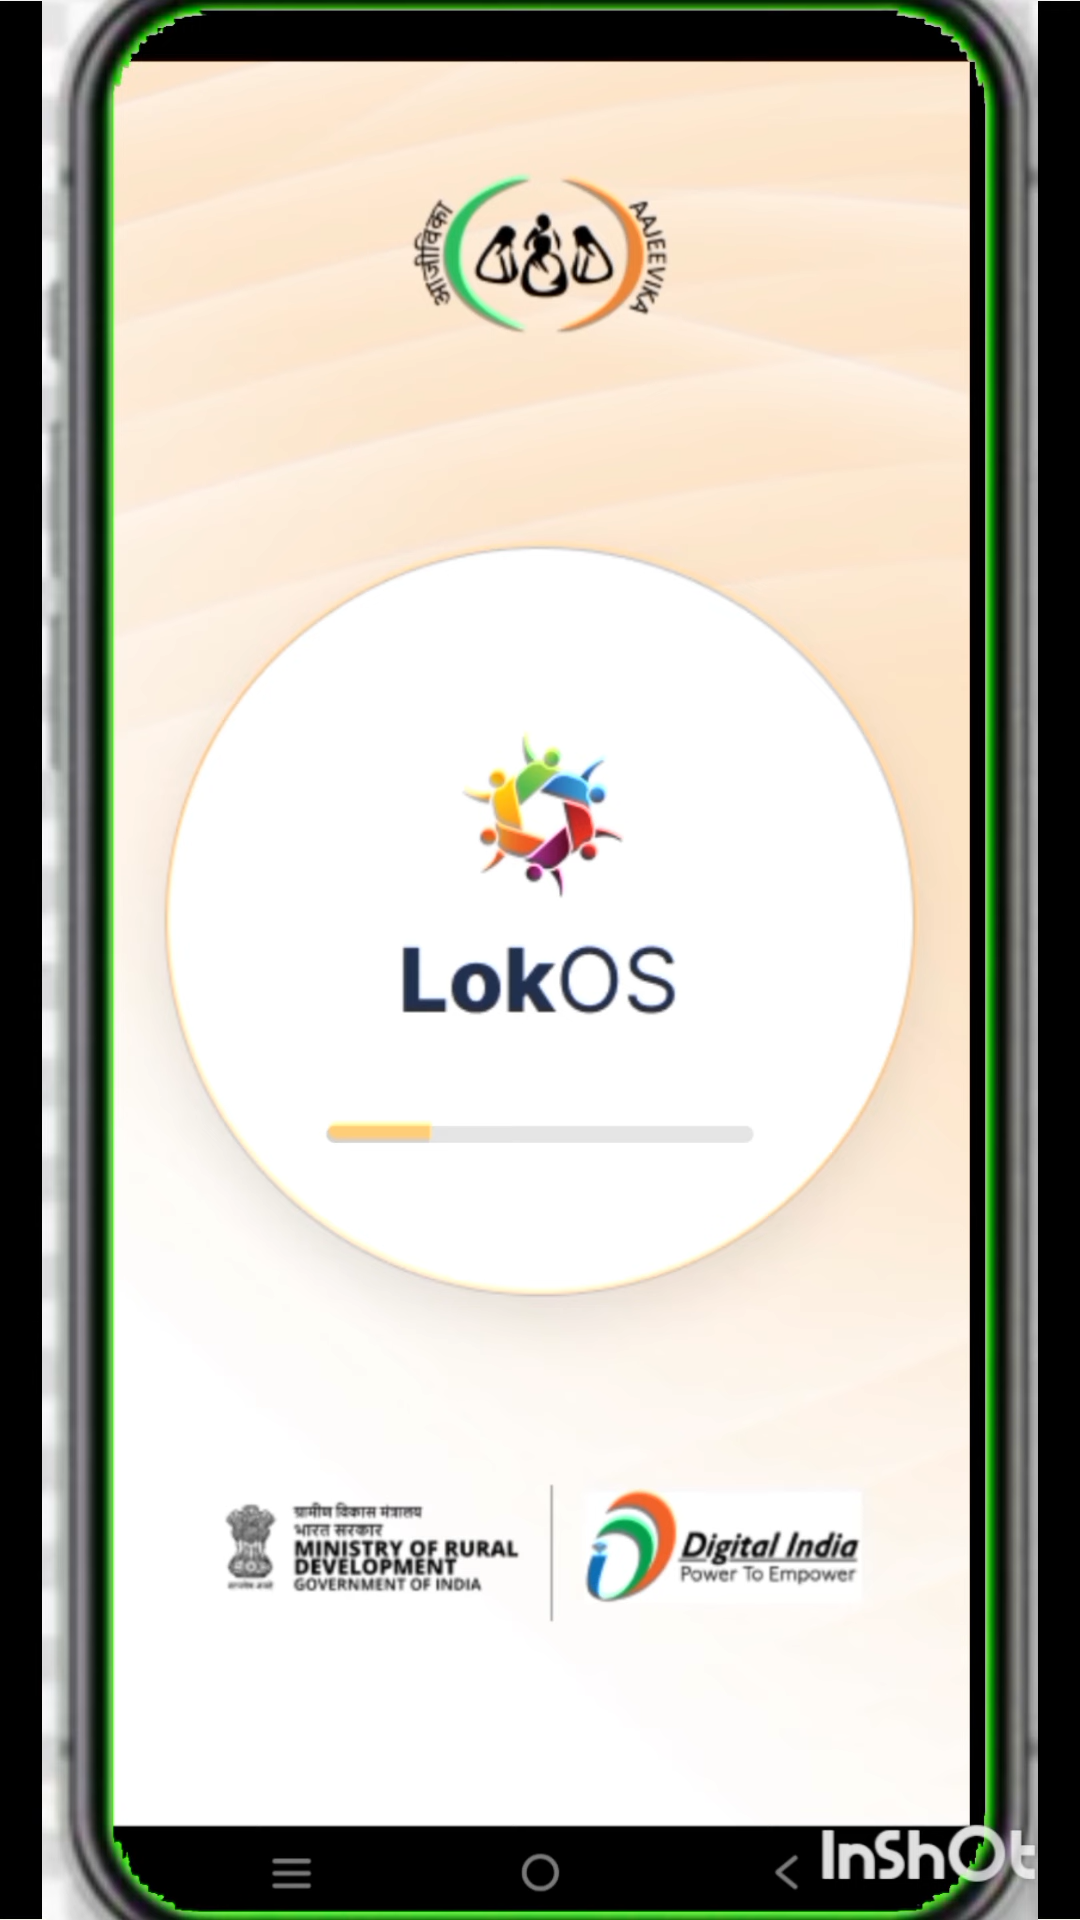 आजीविका
AAJEEVIKA
LokOS
ग्रामीण विकास मंत्रालय
भारत सरकार
MINISTRY OF RURAL
DEVELOPMENT
GOVERNMENT OF INDIA
Digital India
Power To Empower
InShOt